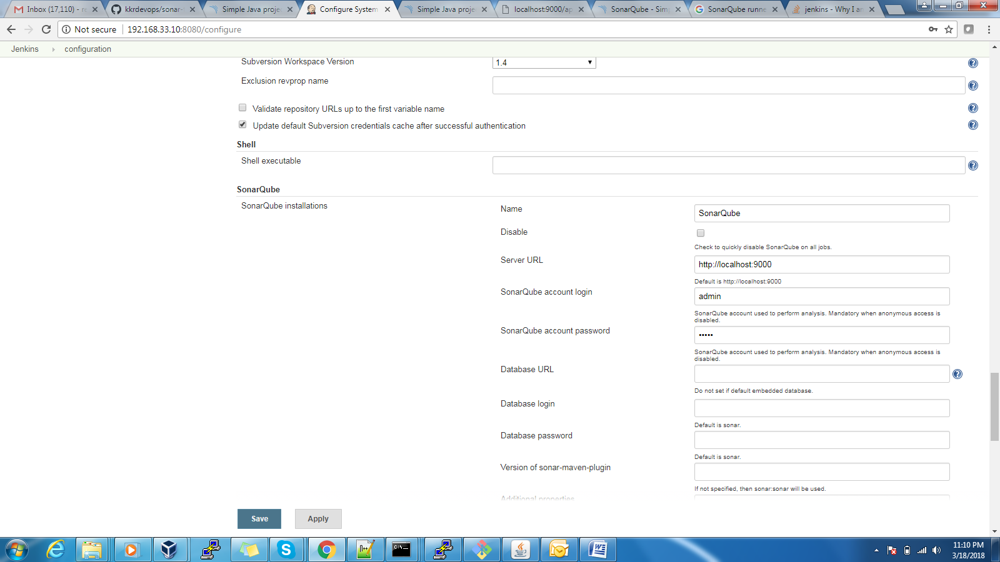 Inbox (17,110) - re
kkrdevops/sonar-
Simple Java proje
Configure System
Simple Java proje
localhost:9000/ap
SonarQube - Sim
SonarQube runne
jenkins - Why I an
Not secure 192.168.33.10:8080/configure
Jenkins configuration
Subversion Workspace Version 1.4
Exclusion revprop name
Validate repository URLs up to the first variable name
Update default Subversion credentials cache after successful authentication
Shell
Shell executable
SonarQube
SonarQube installations
Name SonarQube
Disable
Check to quickly disable SonarQube on all jobs.
Server URL http://localhost:9000
Default is http://localhost:9000
SonarQube account login admin
SonarQube account used to perform analysis. Mandatory when anonymous access is
disabled.
SonarQube account password •••••
SonarQube account used to perform analysis. Mandatory when anonymous access is
disabled.
Database URL
Do not set if default embedded database.
Database login
Default is sonar.
Database password
Default is sonar.
Version of sonar-maven-plugin
If not specified, then sonar:sonar will be used.
Additional properties
Save Apply
11:10 PM
3/18/2018